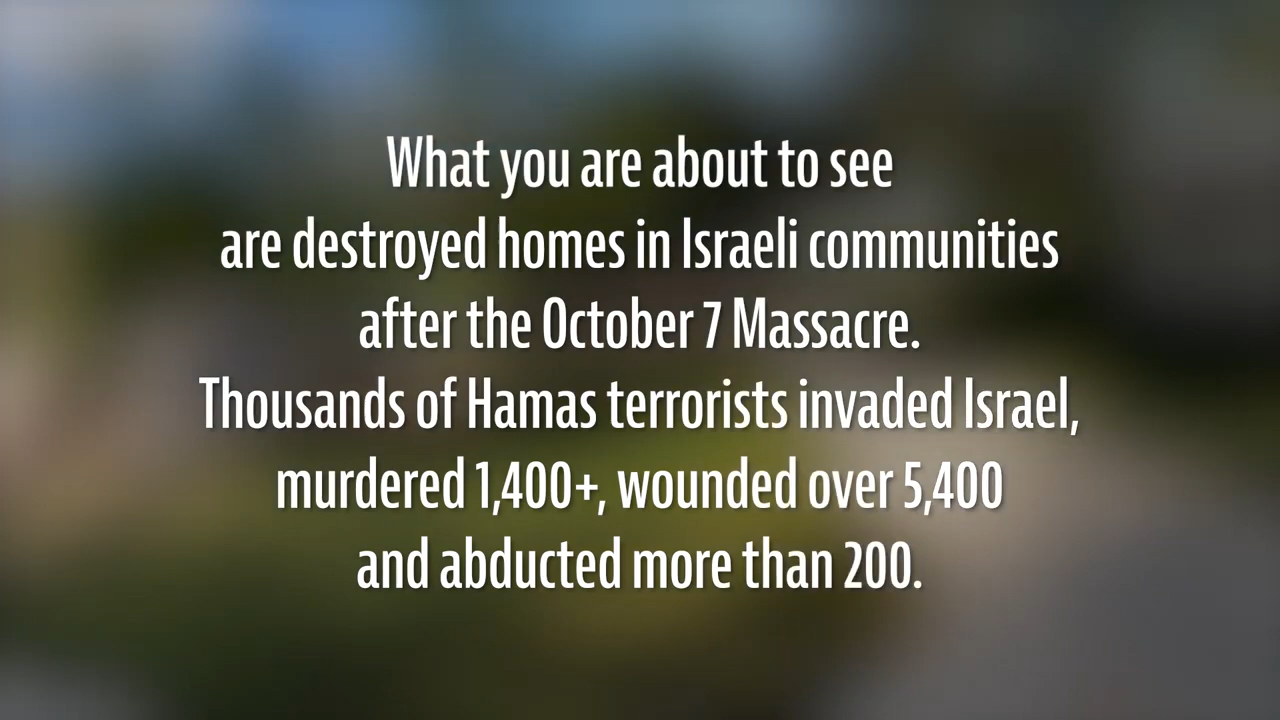 What you are about to see
are destroyed homes in Israeli communities
after the October 7 Massacre.
Thousands of Hamas terrorists invaded Israel,
murdered 1,400+, wounded over 5,400
and abducted more than 200.